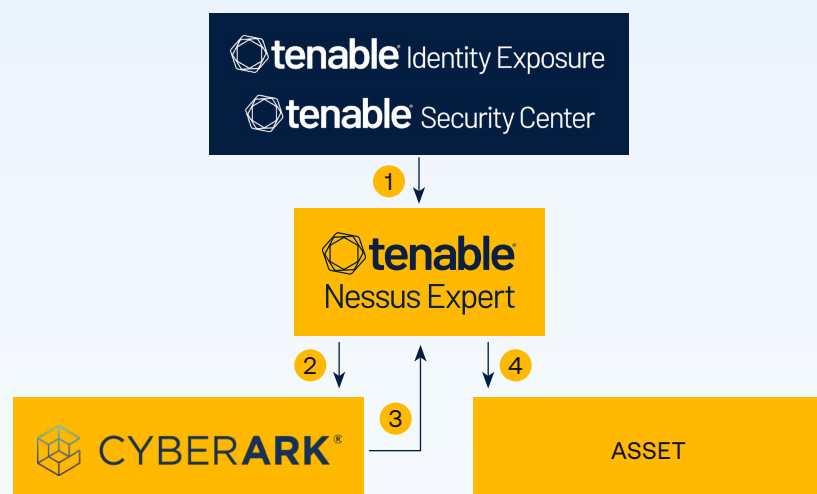 tenable Identity Exposure
tenable Security Center
1
tenable
Nessus Expert
2
4
3
CYBERARK®
ASSET